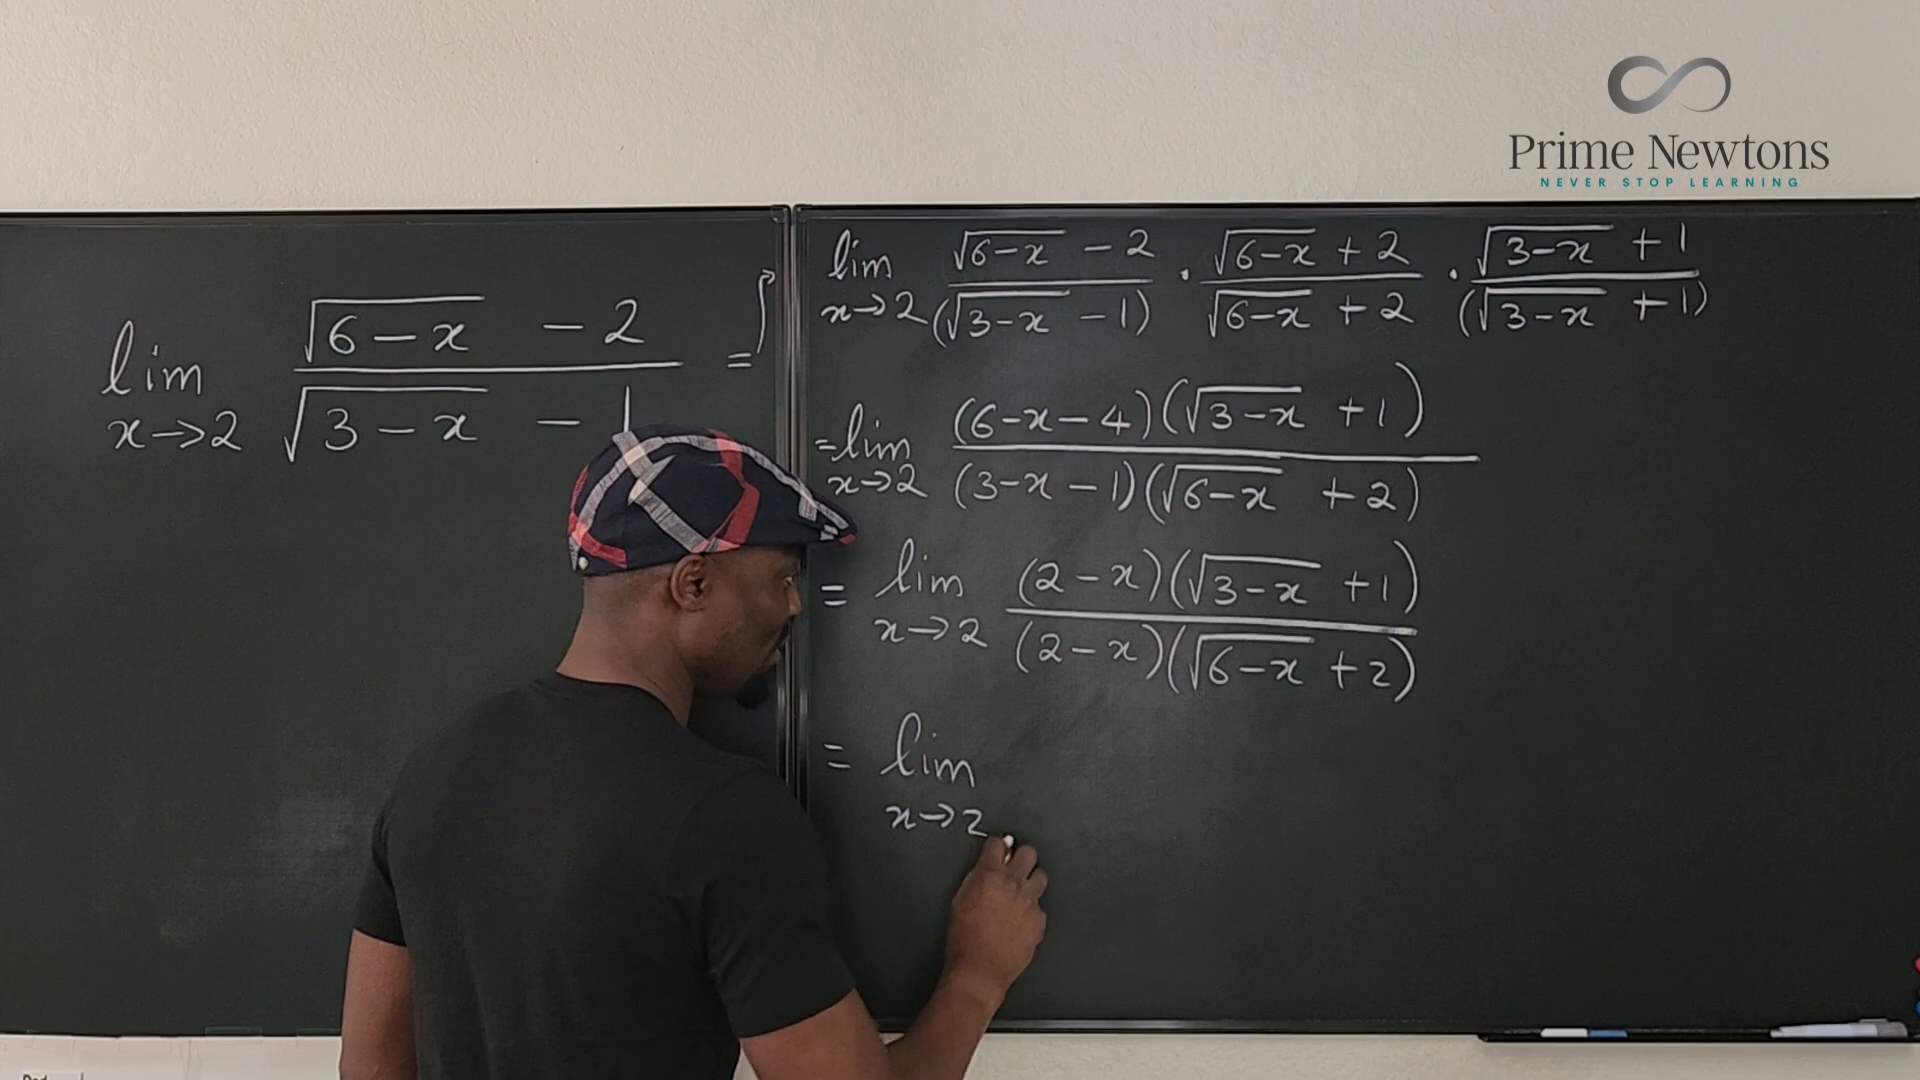 Prime Newtons
NEVER STOP LEARNING
lim x→2 (√(6-x) - 2)/(√(3-x) - 1) =
lim x→2 (√(6-x) - 2)/((√(3-x) - 1)) · (√(6-x) + 2)/(√(6-x) + 2) · (√(3-x) + 1)/((√(3-x) + 1))
= lim x→2 ((6-x-4)(√(3-x) + 1))/((3-x-1)(√(6-x) + 2))
= lim x→2 ((2-x)(√(3-x) + 1))/((2-x)(√(6-x) + 2))
= lim x→2